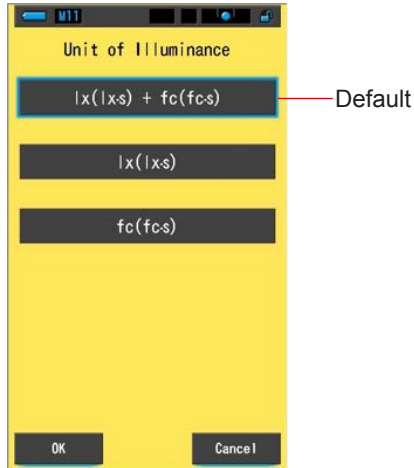 M11
Unit of Illuminance
lx(lx·s) + fc(fc·s)
Default
lx(lx·s)
fc(fc·s)
OK
Cancel